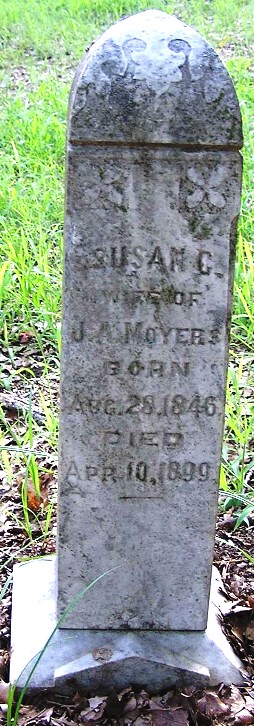 SUSAN C.
WIFE OF
J. A. MOYERS
BORN
AUG. 28, 1846
DIED
APR. 10, 1899